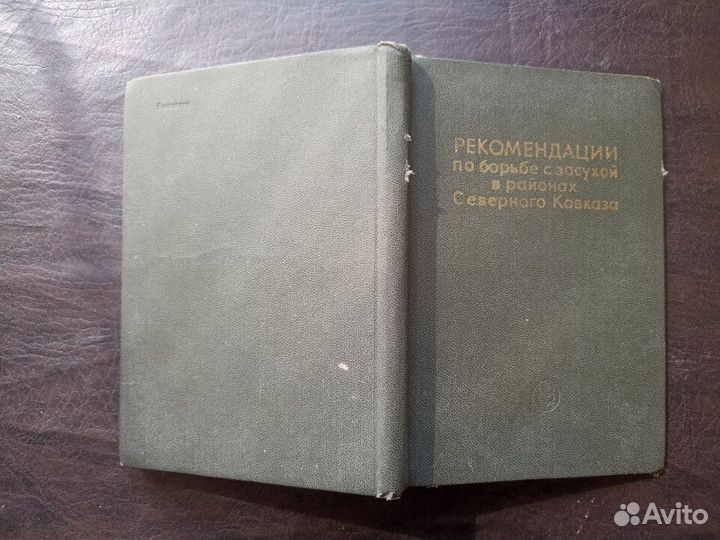 РЕКОМЕНДАЦИИ
по борьбе с засухой
в районах
Северного Кавказа
Avito